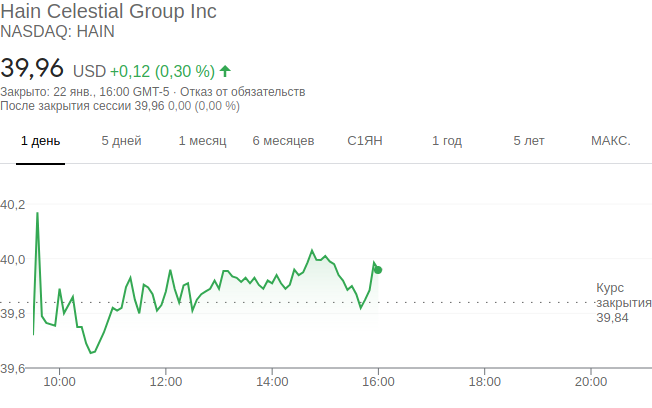 Hain Celestial Group Inc
NASDAQ: HAIN
39,96 USD +0,12 (0,30 %)
Закрыто: 22 янв., 16:00 GMT-5 · Отказ от обязательств
После закрытия сессии 39,96 0,00 (0,00 %)
1 день 5 дней 1 месяц 6 месяцев С1ЯН 1 год 5 лет МАКС.
40,2
40,0
39,8
39,6
Курс
закрытия
39,84
10:00 12:00 14:00 16:00 18:00 20:00